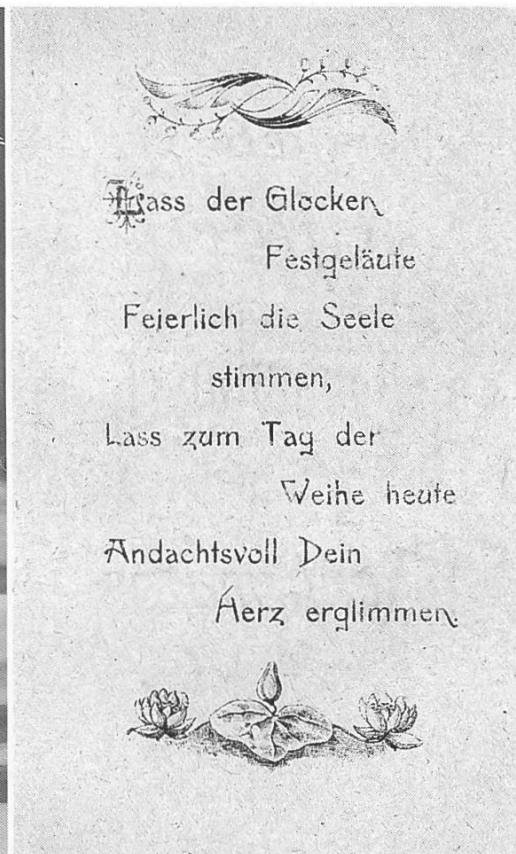 Lass der Glocken
Festgeläute
Feierlich die Seele
stimmen,
Lass zum Tag der
Weihe heute
Andachtsvoll Dein
Herz erglimmen.